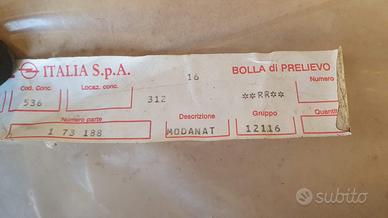 ITALIA S.p.A.
16
BOLLA di PRELIEVO
Cod. Conc.
Locaz. conc.
Numero
536
312
**RR**
Numero parte
Descrizione
Gruppo
Quantit
1 73 188
MODANAT
12116
subito